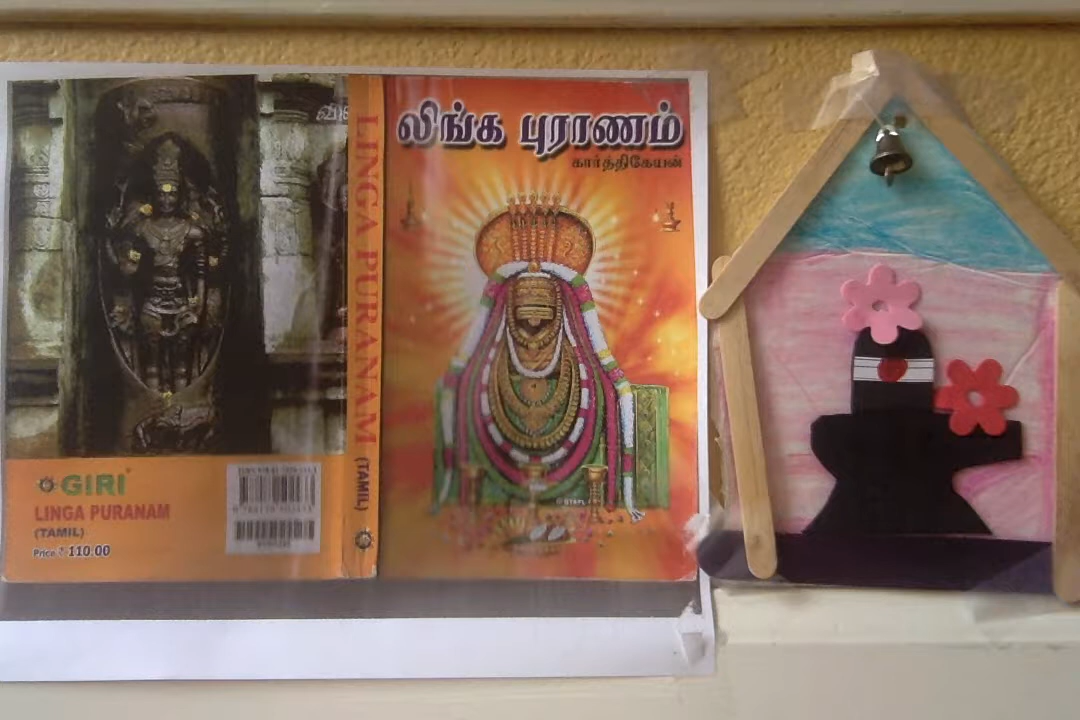 லிங்க புராணம்
கார்த்திகேயன்
LINGA PURANAM (TAMIL)
GIRI
LINGA PURANAM
(TAMIL)
Price ₹ 110.00